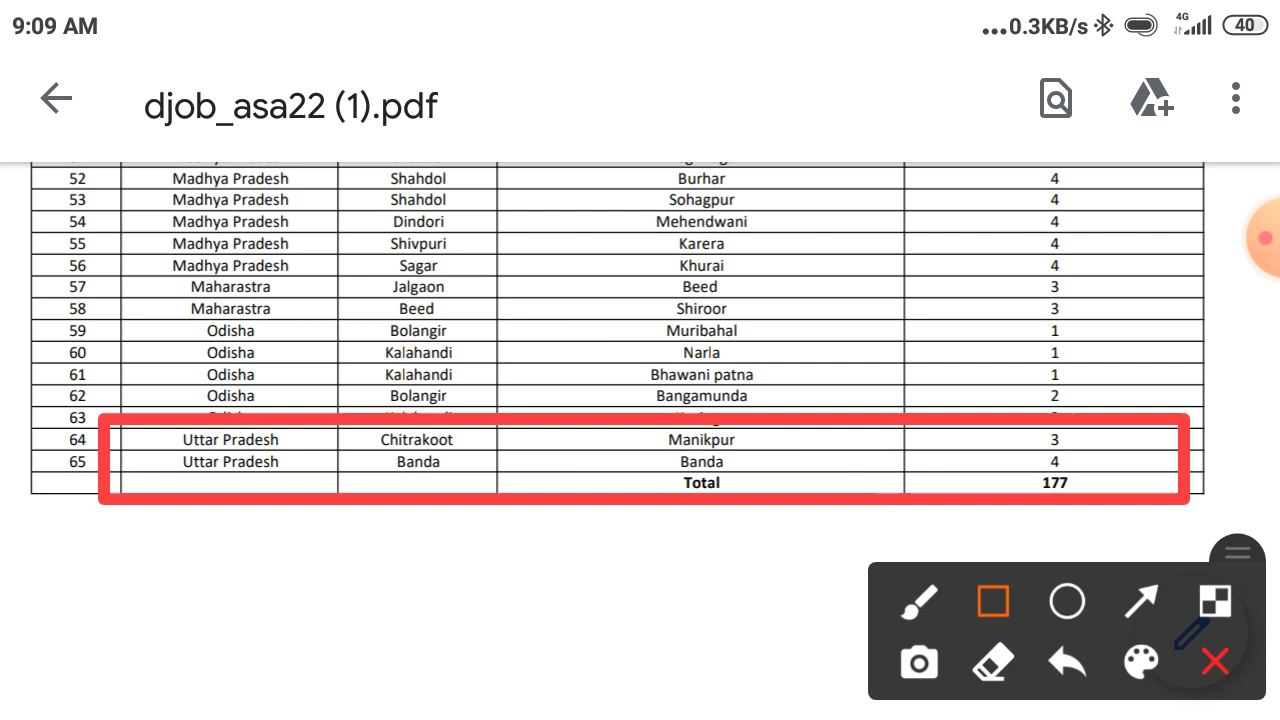 9:09 AM
...0.3KB/s 4G 40
djob_asa22 (1).pdf
52 Madhya Pradesh Shahdol Burhar 4
53 Madhya Pradesh Shahdol Sohagpur 4
54 Madhya Pradesh Dindori Mehendwani 4
55 Madhya Pradesh Shivpuri Karera 4
56 Madhya Pradesh Sagar Khurai 4
57 Maharastra Jalgaon Beed 3
58 Maharastra Beed Shiroor 3
59 Odisha Bolangir Muribahal 1
60 Odisha Kalahandi Narla 1
61 Odisha Kalahandi Bhawani patna 1
62 Odisha Bolangir Bangamunda 2
63
64 Uttar Pradesh Chitrakoot Manikpur 3
65 Uttar Pradesh Banda Banda 4
Total 177